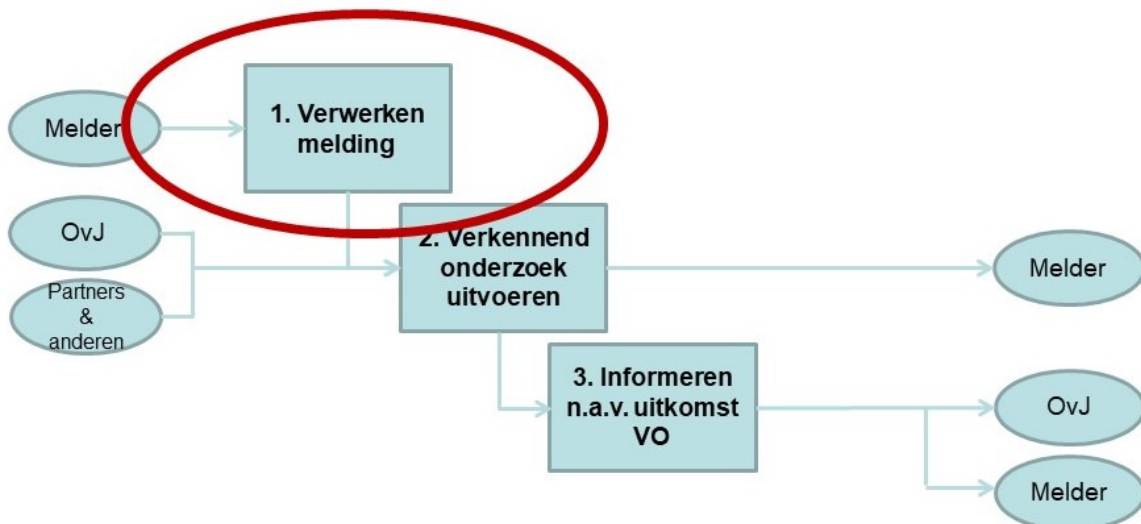 Melder
1. Verwerken
melding
OvJ
Partners
&
anderen
2. Verkennend
onderzoek
uitvoeren
Melder
3. Informeren
n.a.v. uitkomst
VO
OvJ
Melder